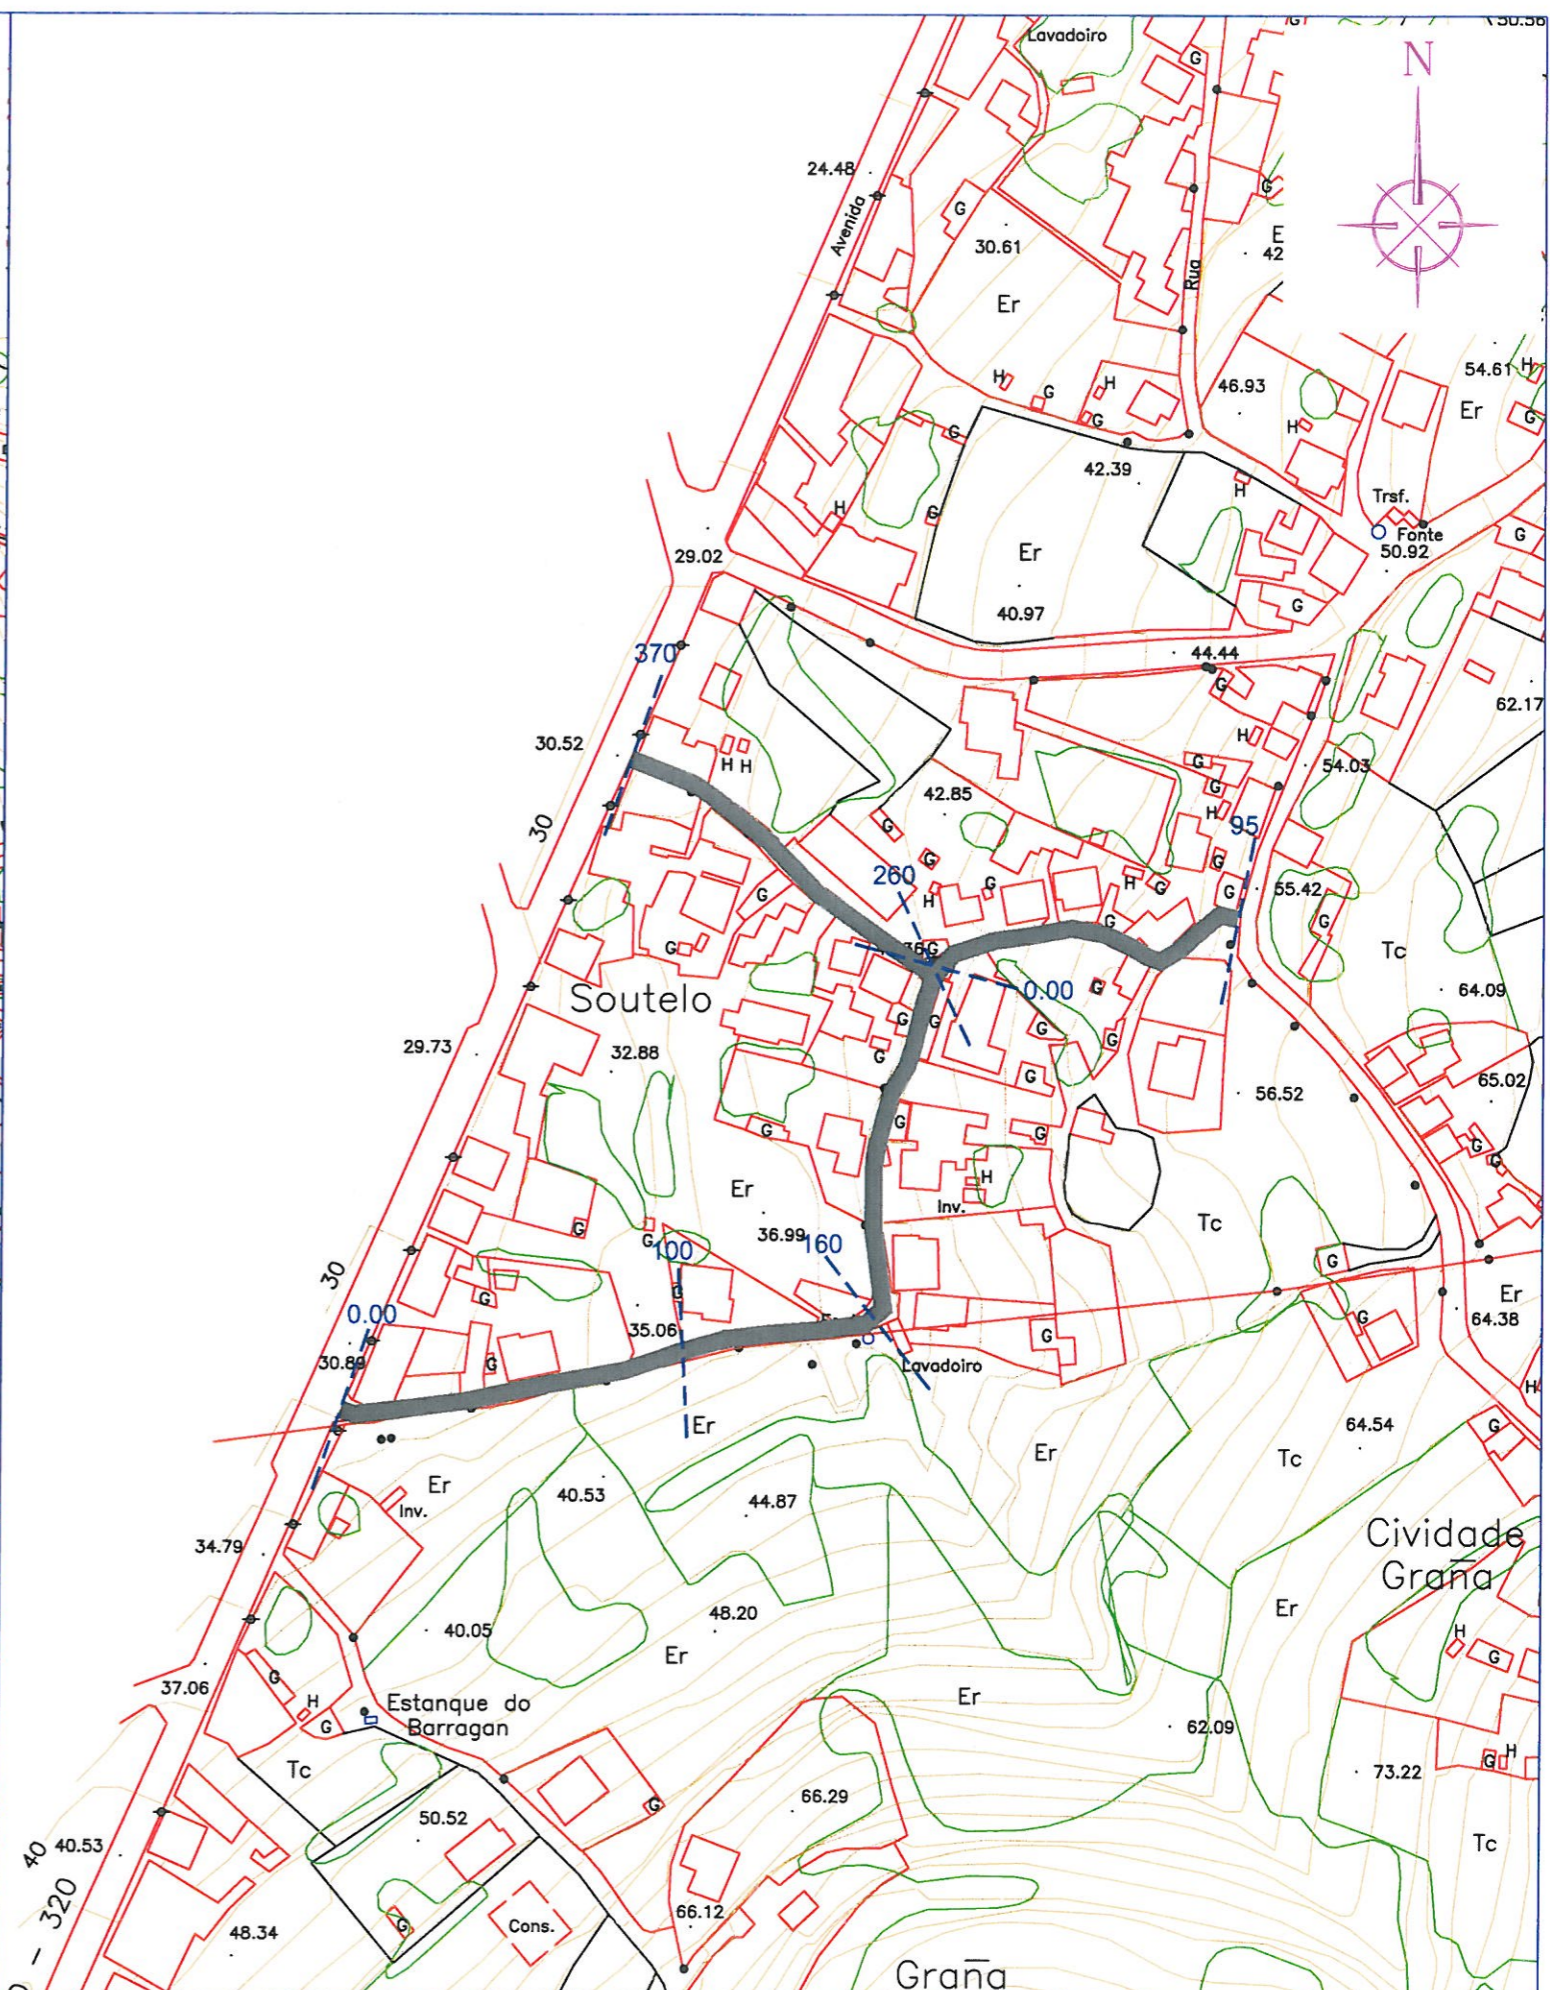 Lavadoiro
G
G
50.56
N
24.48
Avenida
G
30.61
Er
Rua
G
E
42
H
G
H
G
46.93
H
54.61
H
Er
G
G
42.39
H
H
G
Er
Trsf.
Fonte
50.92
G
29.02
40.97
G
370
44.44
G
62.17
30.52
H H
H
G
G
H
54.03
42.85
30
G
G
95
260
G
G
H
H
G
G
G
55.42
G
G
G
G
Tc
Soutelo
0.00
G
64.09
29.73
32.88
G
G
G
G
G
G
56.52
65.02
G
G
G
G
G
Er
H
Inv.
Tc
G
G
36.99
160
100
G
30
G
G
Er
0.00
G
64.38
35.06
30.89
G
G
Lavadoiro
H
Er
Er
64.54
G
Er
Tc
40.53
44.87
Inv.
Cividade
Graña
34.79
40.05
48.20
Er
Er
H
G
G
37.06
H
G
Estanque do
Barragan
Er
62.09
Tc
G
H
73.22
G
66.29
50.52
Tc
40
40.53
- 320
G
Cons.
66.12
48.34
Graña